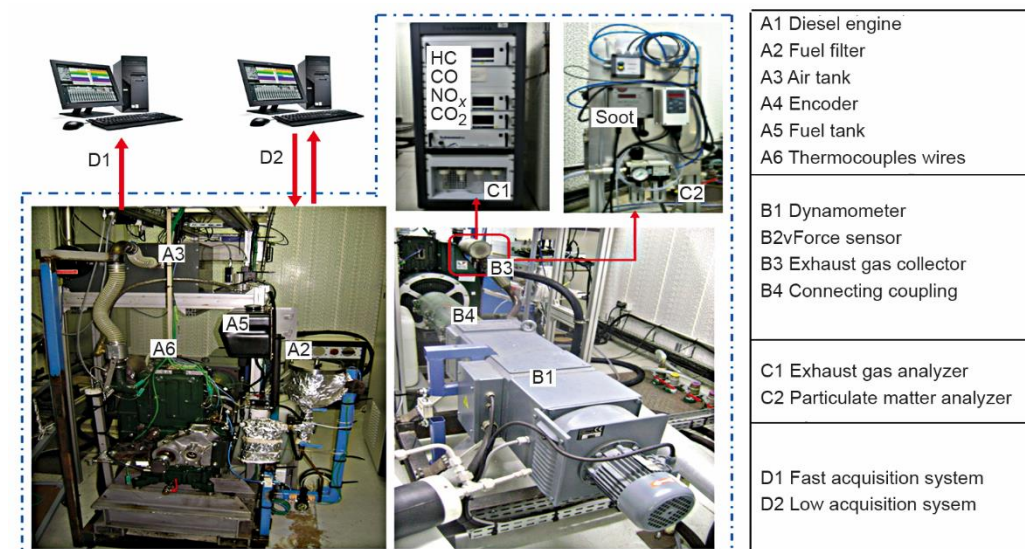 D1
D2
HC
CO
NOx
CO2
C1
Soot
C2
A3
A5
A6
A2
B3
B4
B1
A1 Diesel engine
A2 Fuel filter
A3 Air tank
A4 Encoder
A5 Fuel tank
A6 Thermocouples wires
B1 Dynamometer
B2vForce sensor
B3 Exhaust gas collector
B4 Connecting coupling
C1 Exhaust gas analyzer
C2 Particulate matter analyzer
D1 Fast acquisition system
D2 Low acquisition sysem